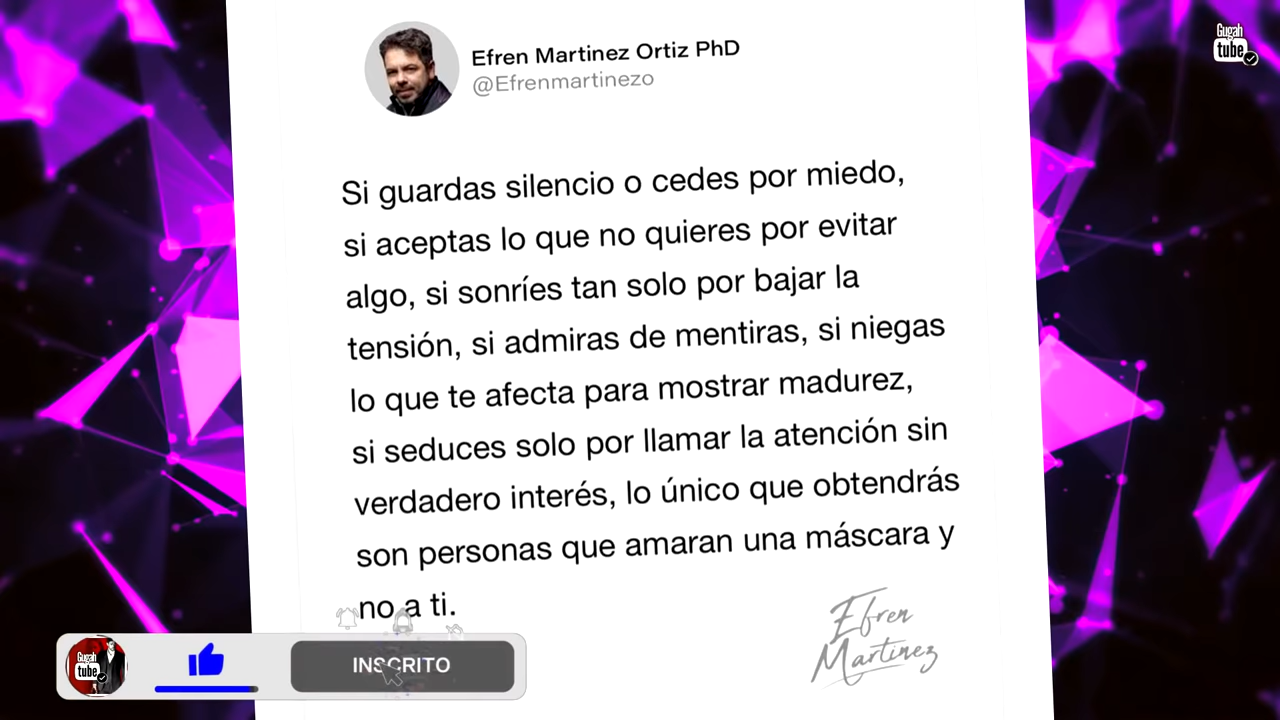 Efren Martinez Ortiz PhD
@Efrenmartinezo
Gugah
tube
Si guardas silencio o cedes por miedo,
si aceptas lo que no quieres por evitar
algo, si sonríes tan solo por bajar la
tensión, si admiras de mentiras, si niegas
lo que te afecta para mostrar madurez,
si seduces solo por llamar la atención sin
verdadero interés, lo único que obtendrás
son personas que amaran una máscara y
no a ti.
Efren
Martinez
Gugah
tube
INSCRITO